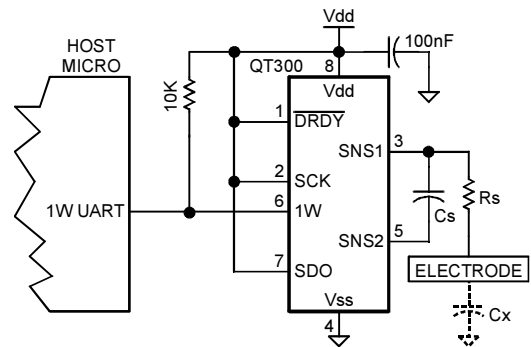 Vdd
HOST
MICRO
10K
QT300
8
100nF
Vdd
1
DRDY
SNS1
3
2
SCK
1W UART
6
1W
Cs
Rs
SNS2
5
7
SDO
ELECTRODE
Vss
4
Cx